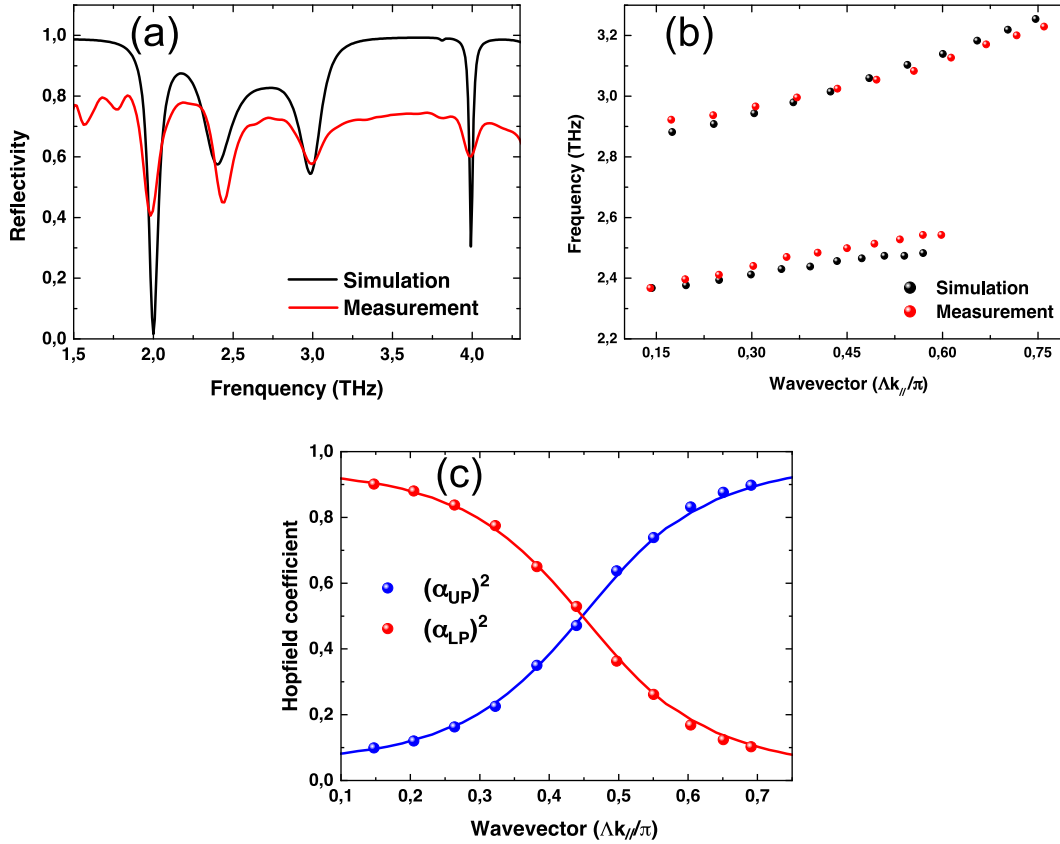 (a)
1,0
0,8
0,6
0,4
0,2
0,0
Reflectivity
Simulation
Measurement
1,5 2,0 2,5 3,0 3,5 4,0
Frenquency (THz)
(b)
3,2
3,0
2,8
2,6
2,4
2,2
Frequency (THz)
Simulation
Measurement
0,15 0,30 0,45 0,60 0,75
Wavevector (Λk///π)
(c)
1,0
0,8
0,6
0,4
0,2
0,0
Hopfield coefficient
(αUP)2
(αLP)2
0,1 0,2 0,3 0,4 0,5 0,6 0,7
Wavevector (Λk///π)